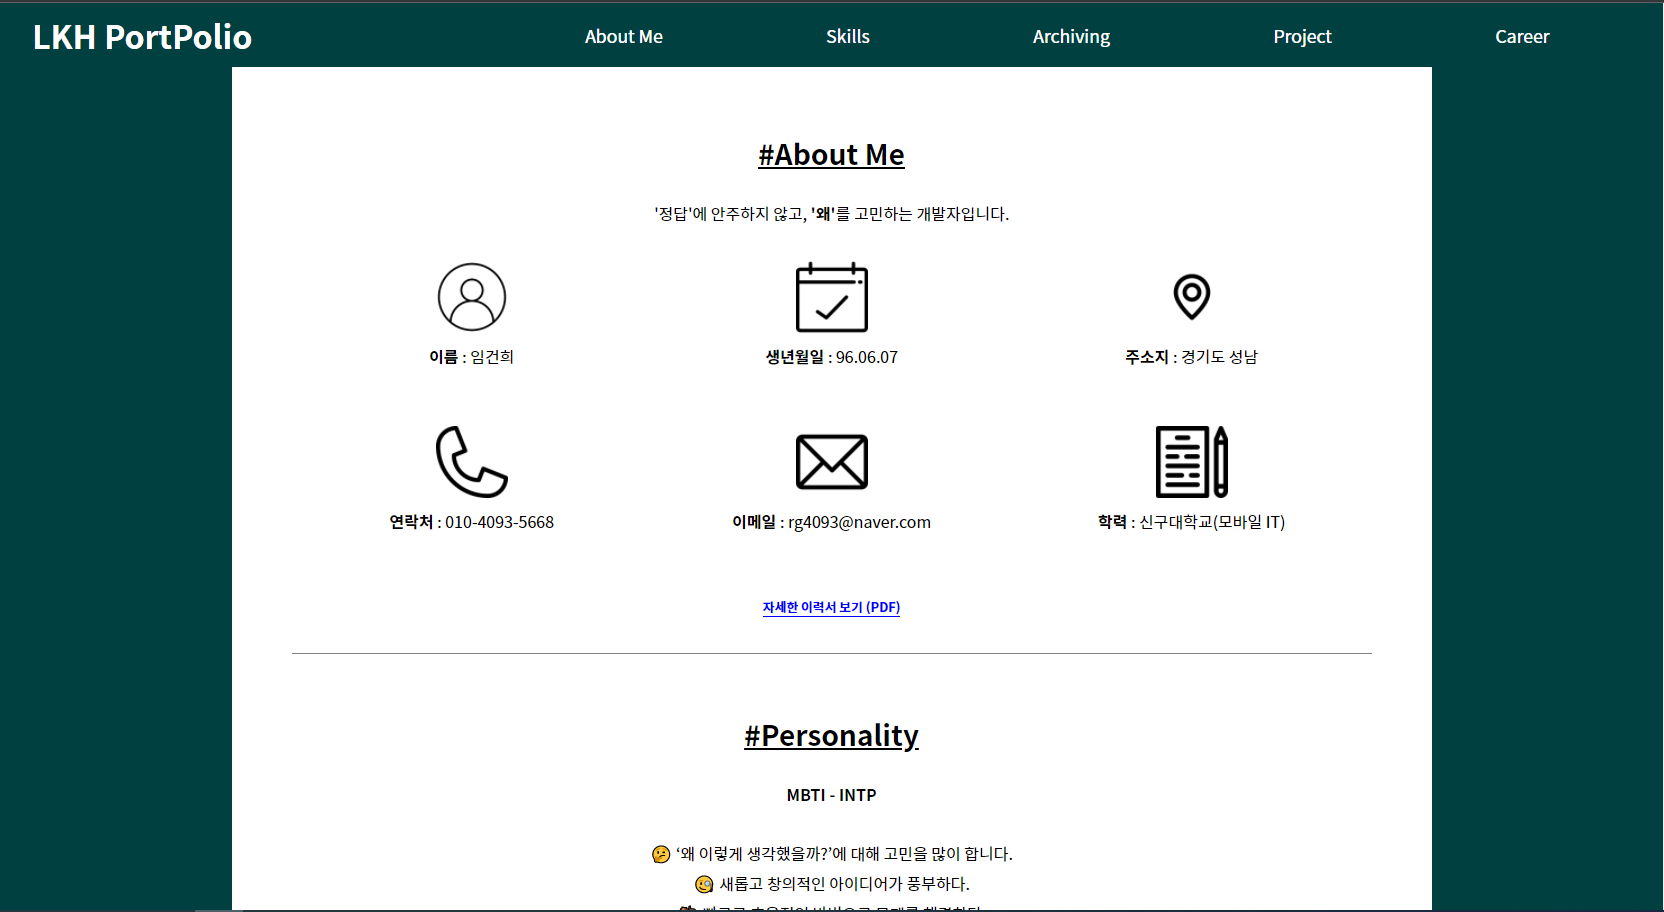 LKH PortPolio About Me Skills Archiving Project Career
#About Me
'정답'에 안주하지 않고, '왜'를 고민하는 개발자입니다.
이름 : 임건희 생년월일 : 96.06.07 주소지 : 경기도 성남
연락처 : 010-4093-5668 이메일 : rg4093@naver.com 학력 : 신구대학교(모바일 IT)
자세한 이력서 보기 (PDF)
#Personality
MBTI - INTP
‘왜 이렇게 생각했을까?’에 대해 고민을 많이 합니다.
새롭고 창의적인 아이디어가 풍부하다.